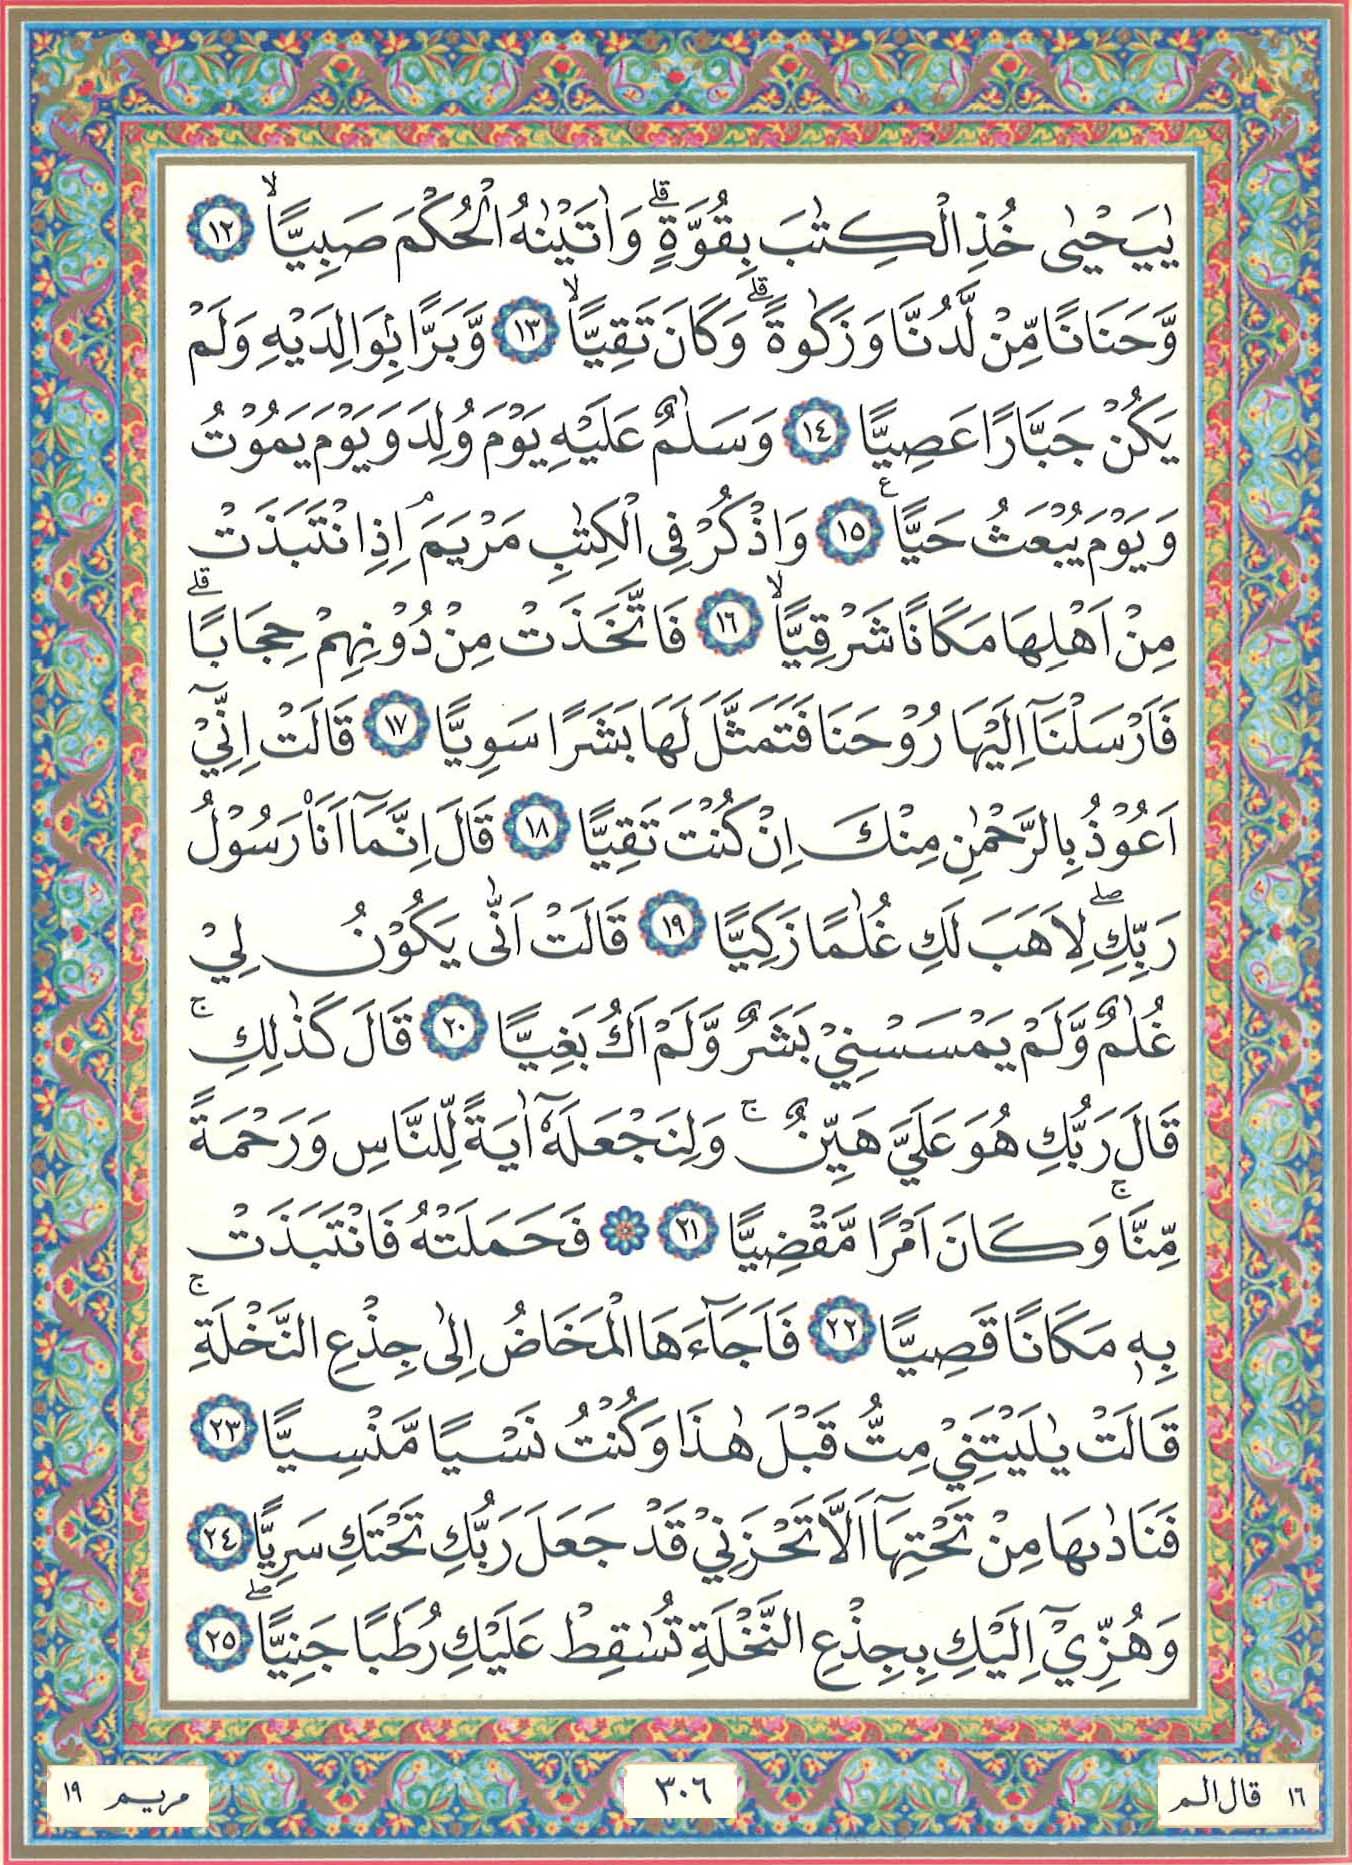 يٰيَحْيٰى خُذِ الْكِتٰبَ بِقُوَّةٍ ۗ وَاٰتَيْنٰهُ الْحُكْمَ صَبِيًّا ۙ ١٢
وَّحَنَانًا مِّنْ لَّدُنَّا وَزَكٰوةً ۗ وَكَانَ تَقِيًّا ۙ ١٣ وَّبَرًّا بِۢوَالِدَيْهِ وَلَمْ
يَكُنْ جَبَّارًا عَصِيًّا ١٤ وَسَلٰمٌ عَلَيْهِ يَوْمَ وُلِدَ وَيَوْمَ يَمُوْتُ
وَيَوْمَ يُبْعَثُ حَيًّا ۧ ١٥ وَاذْكُرْ فِى الْكِتٰبِ مَرْيَمَ ۘ اِذِ انْتَبَذَتْ
مِنْ اَهْلِهَا مَكَانًا شَرْقِيًّا ۙ ١٦ فَاتَّخَذَتْ مِنْ دُوْنِهِمْ حِجَابًا ۗ
فَاَرْسَلْنَآ اِلَيْهَا رُوْحَنَا فَتَمَثَّلَ لَهَا بَشَرًا سَوِيًّا ١٧ قَالَتْ اِنِّيْٓ
اَعُوْذُ بِالرَّحْمٰنِ مِنْكَ اِنْ كُنْتَ تَقِيًّا ١٨ قَالَ اِنَّمَآ اَنَا۠ رَسُوْلُ
رَبِّكِ ۖ لِاَهَبَ لَكِ غُلٰمًا زَكِيًّا ١٩ قَالَتْ اَنّٰى يَكُوْنُ لِيْ
غُلٰمٌ وَّلَمْ يَمْسَسْنِيْ بَشَرٌ وَّلَمْ اَكُ بَغِيًّا ٢٠ قَالَ كَذٰلِكِ ۚ
قَالَ رَبُّكِ هُوَ عَلَيَّ هَيِّنٌ ۚ وَلِنَجْعَلَهٗٓ اٰيَةً لِّلنَّاسِ وَرَحْمَةً
مِّنَّا ۚ وَكَانَ اَمْرًا مَّقْضِيًّا ٢١ ۞ فَحَمَلَتْهُ فَانْتَبَذَتْ
بِهٖ مَكَانًا قَصِيًّا ٢٢ فَاَجَآءَهَا الْمَخَاضُ اِلٰى جِذْعِ النَّخْلَةِ ۚ
قَالَتْ يٰلَيْتَنِيْ مِتُّ قَبْلَ هٰذَا وَكُنْتُ نَسْيًا مَّنْسِيًّا ٢٣
فَنَادٰىهَا مِنْ تَحْتِهَآ اَلَّا تَحْزَنِيْ قَدْ جَعَلَ رَبُّكِ تَحْتَكِ سَرِيًّا ٢٤
وَهُزِّيْٓ اِلَيْكِ بِجِذْعِ النَّخْلَةِ تُسٰقِطْ عَلَيْكِ رُطَبًا جَنِيًّا ۖ ٢٥
١٦ قال الم ٣٠٦ مريم ١٩